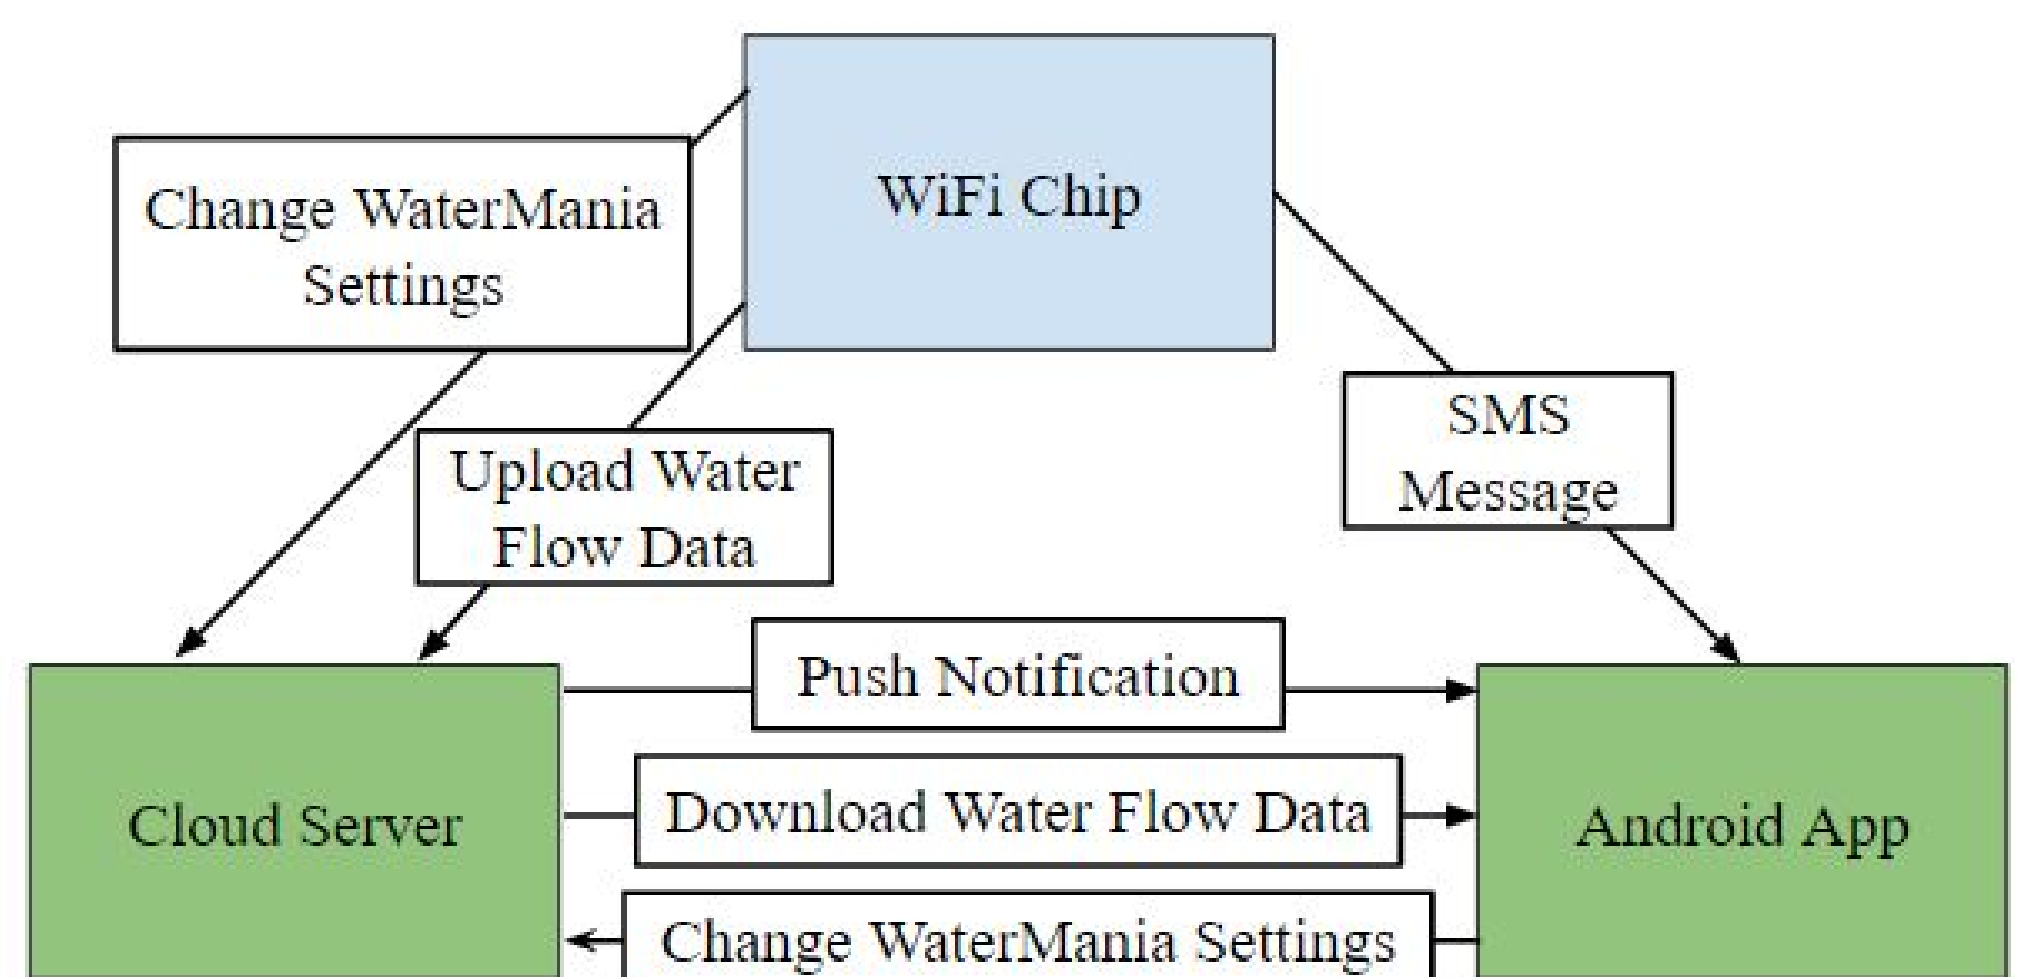 WiFi Chip
Change WaterMania
Settings
Upload Water
Flow Data
SMS
Message
Push Notification
Download Water Flow Data
Change WaterMania Settings
Cloud Server
Android App